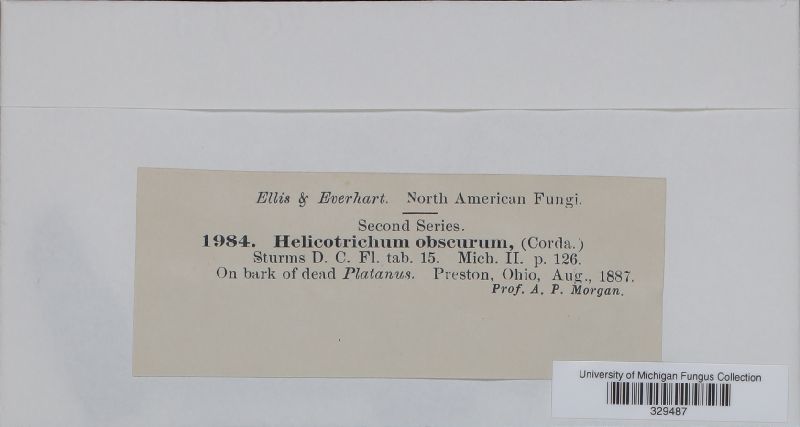 Ellis & Everhart. North American Fungi.
Second Series.
1984. Helicotrichum obscurum, (Corda.)
Sturms D. C. Fl. tab. 15. Mich. II. p. 126.
On bark of dead Platanus. Preston, Ohio, Aug., 1887.
Prof. A. P. Morgan.
University of Michigan Fungus Collection
329487